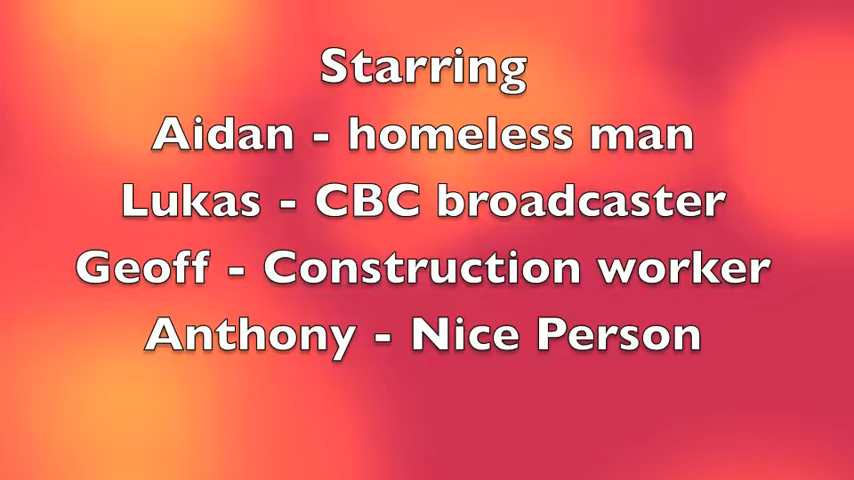 Starring
Aidan - homeless man
Lukas - CBC broadcaster
Geoff - Construction worker
Anthony - Nice Person